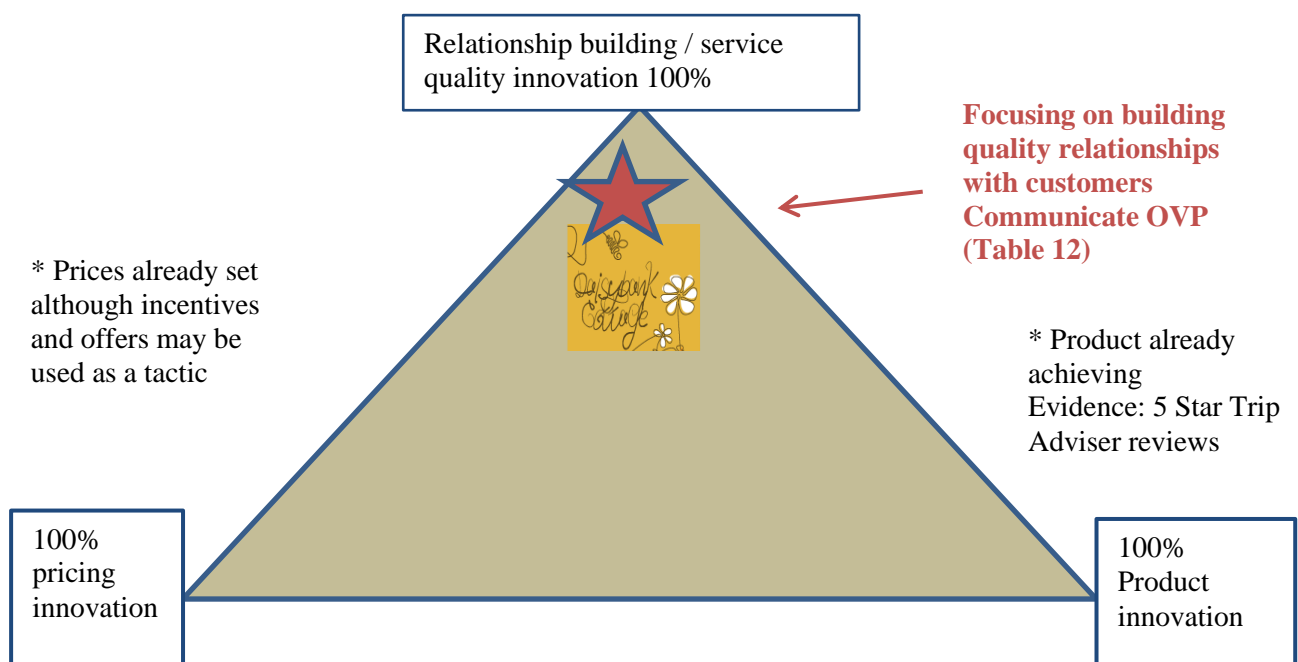 Relationship building / service
quality innovation 100%
Focusing on building
quality relationships
with customers
Communicate OVP
(Table 12)
* Prices already set
although incentives
and offers may be
used as a tactic
Daisybank
Cottage
* Product already
achieving
Evidence: 5 Star Trip
Adviser reviews
100%
pricing
innovation
100%
Product
innovation